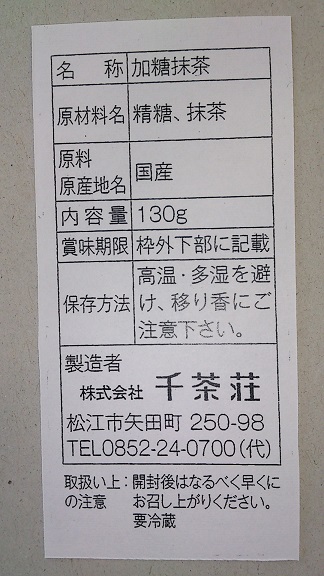 名　称 加糖抹茶
原材料名 精糖、抹茶
原料
原産地名 国産
内容量 130g
賞味期限 枠外下部に記載
保存方法 高温・多湿を避
け、移り香にご
注意下さい。
製造者
株式会社 千茶荘
松江市矢田町 250-98
TEL0852-24-0700(代)
取扱い上：開封後はなるべく早くに
の注意　お召し上がりください。
要冷蔵